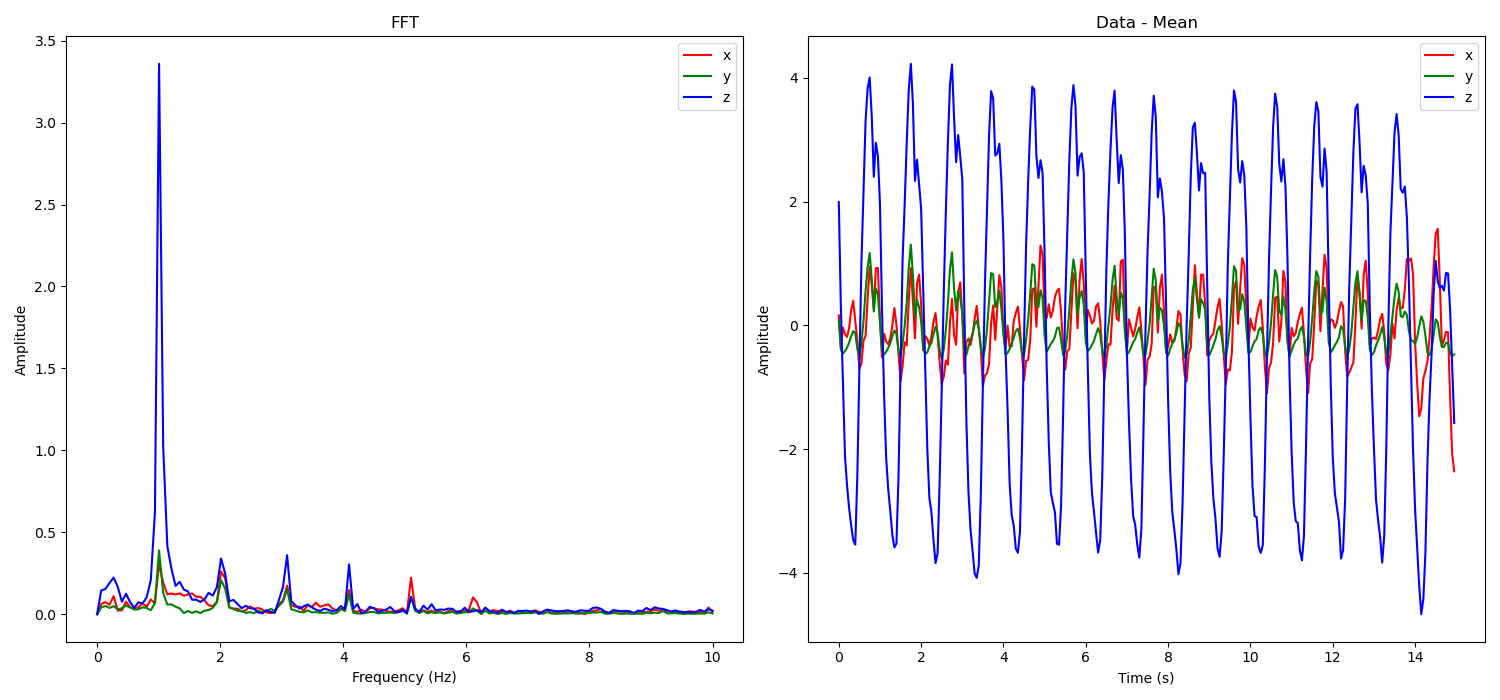 FFT
3.5
3.0
2.5
2.0
1.5
1.0
0.5
0.0
Amplitude
0 2 4 6 8 10
Frequency (Hz)
x
y
z
Data - Mean
4
2
0
−2
−4
Amplitude
0 2 4 6 8 10 12 14
Time (s)
x
y
z